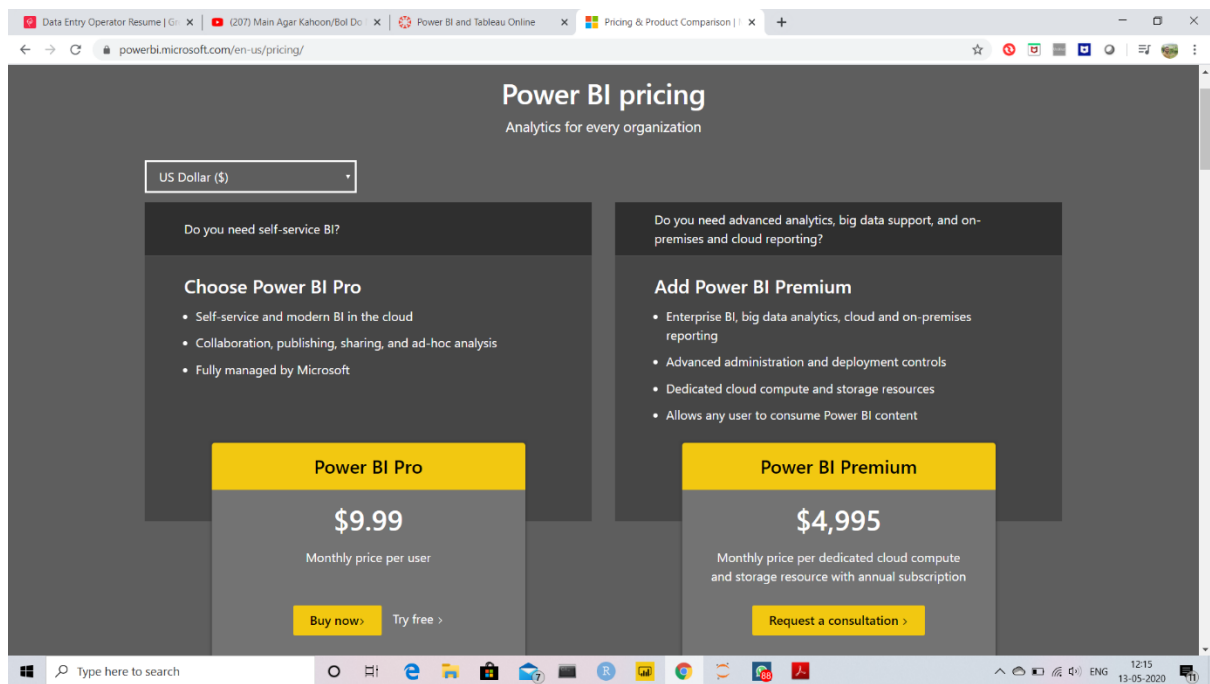 Data Entry Operator Resume | Gl
(207) Main Agar Kahoon/Bol Do
Power BI and Tableau Online
Pricing & Product Comparison |
powerbi.microsoft.com/en-us/pricing/
Power BI pricing
Analytics for every organization
US Dollar ($)
Do you need self-service BI?
Choose Power BI Pro
• Self-service and modern BI in the cloud
• Collaboration, publishing, sharing, and ad-hoc analysis
• Fully managed by Microsoft
Power BI Pro
$9.99
Monthly price per user
Buy now›
Try free ›
Do you need advanced analytics, big data support, and on-
premises and cloud reporting?
Add Power BI Premium
• Enterprise BI, big data analytics, cloud and on-premises
reporting
• Advanced administration and deployment controls
• Dedicated cloud compute and storage resources
• Allows any user to consume Power BI content
Power BI Premium
$4,995
Monthly price per dedicated cloud compute
and storage resource with annual subscription
Request a consultation ›
Type here to search
7
R
88
ENG
12:15
13-05-2020
11